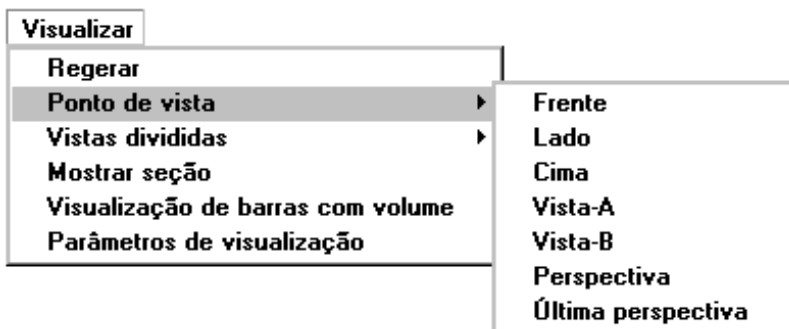 Visualizar
Regerar
Ponto de vista
Vistas divididas
Mostrar seção
Visualização de barras com volume
Parâmetros de visualização
Frente
Lado
Cima
Vista-A
Vista-B
Perspectiva
Última perspectiva